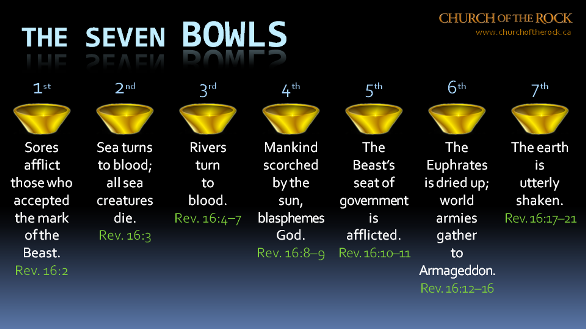 THE SEVEN BOWLS
CHURCH OF THE ROCK
www.churchoftherock.ca
1st
Sores
afflict
those who
accepted
the mark
of the
Beast.
Rev. 16:2
2nd
Sea turns
to blood;
all sea
creatures
die.
Rev. 16:3
3rd
Rivers
turn
to
blood.
Rev. 16:4–7
4th
Mankind
scorched
by the
sun,
blasphemes
God.
Rev. 16:8–9
5th
The
Beast's
seat of
government
is
afflicted.
Rev. 16:10–11
6th
The
Euphrates
is dried up;
world
armies
gather
to
Armageddon.
Rev. 16:12–16
7th
The earth
is
utterly
shaken.
Rev. 16:17–21